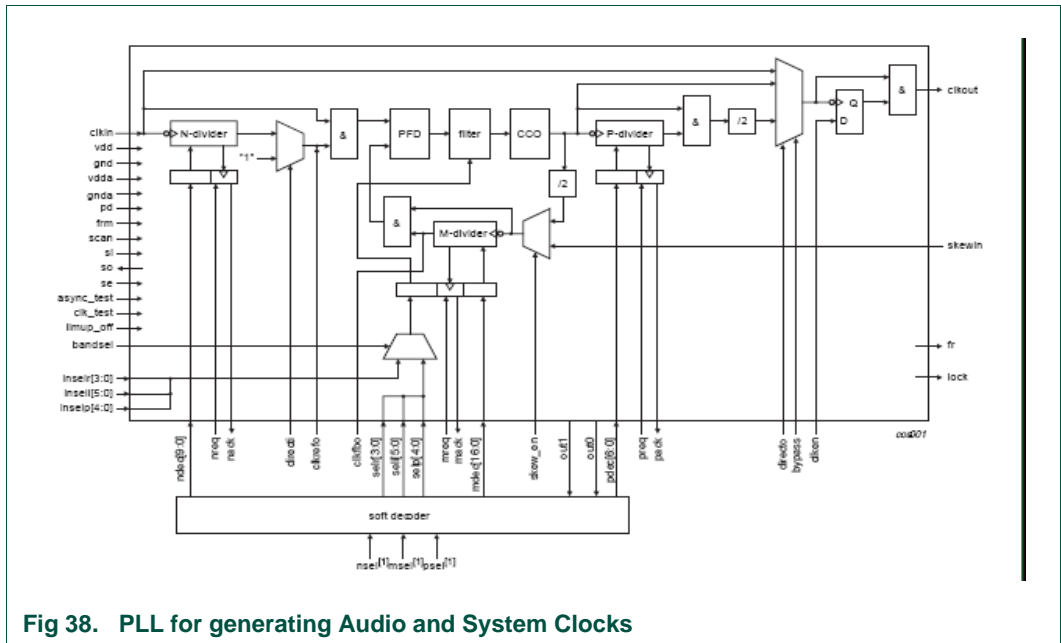 clkin
vdd
gnd
vdda
gnda
pd
frm
scan
si
so
se
async_test
clk_test
limup_off
bandsel
inselr[3:0]
inseli[5:0]
inselp[4:0]
N-divider
"1"
&
PFD
filter
CCO
P-divider
&
/2
Q
D
&
clkout
/2
&
M-divider
skewin
fr
lock
ndec[9:0]
nreq
nack
directi
clkrefo
clkfbo
selr[3:0]
seli[5:0]
selp[4:0]
mreq
mack
mdec[16:0]
skew_en
out1
out0
pdec[6:0]
preq
pack
directo
bypass
clken
soft decoder
nsel[1] msel[1] psel[1]
Fig 38. PLL for generating Audio and System Clocks